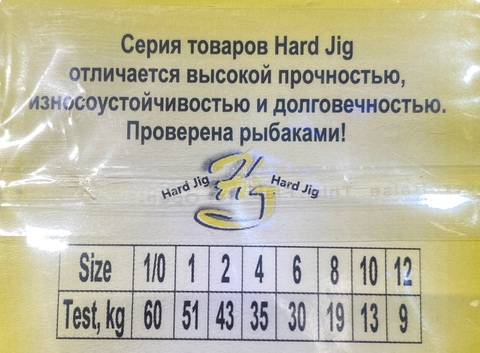 Серия товаров Hard Jig
отличается высокой прочностью,
износоустойчивостью и долговечностью.
Проверена рыбаками!
Hard Jig HJ Hard Jig
Size 1/0 1 2 4 6 8 10 12
Test, kg 60 51 43 35 30 19 13 9